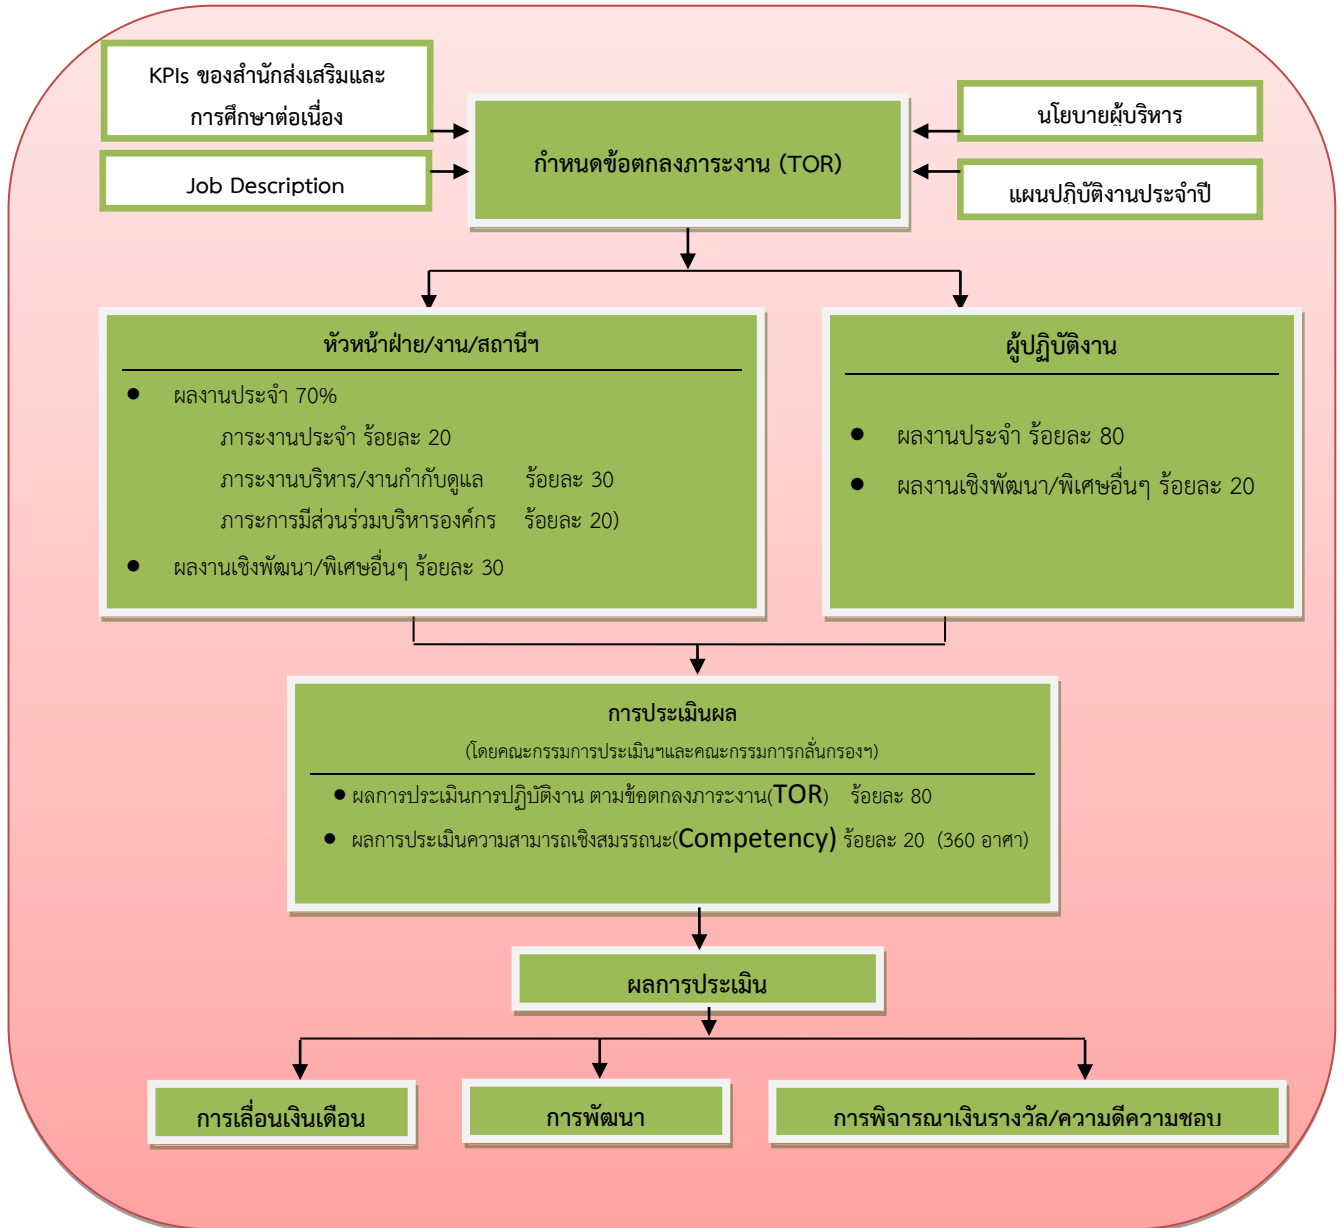 KPIs ของสำนักส่งเสริมและ
การศึกษาต่อเนื่อง
Job Description
กำหนดข้อตกลงภาระงาน (TOR)
นโยบายผู้บริหาร
แผนปฏิบัติงานประจำปี
หัวหน้าฝ่าย/งาน/สถานีฯ
● ผลงานประจำ 70%
ภาระงานประจำ ร้อยละ 20
ภาระงานบริหาร/งานกำกับดูแล ร้อยละ 30
ภาระการมีส่วนร่วมบริหารองค์กร ร้อยละ 20)
● ผลงานเชิงพัฒนา/พิเศษอื่นๆ ร้อยละ 30
ผู้ปฏิบัติงาน
● ผลงานประจำ ร้อยละ 80
● ผลงานเชิงพัฒนา/พิเศษอื่นๆ ร้อยละ 20
การประเมินผล
(โดยคณะกรรมการประเมินฯและคณะกรรมการกลั่นกรองฯ)
● ผลการประเมินการปฏิบัติงาน ตามข้อตกลงภาระงาน(TOR) ร้อยละ 80
● ผลการประเมินความสามารถเชิงสมรรถนะ(Competency) ร้อยละ 20 (360 อาศา)
ผลการประเมิน
การเลื่อนเงินเดือน
การพัฒนา
การพิจารณาเงินรางวัล/ความดีความชอบ